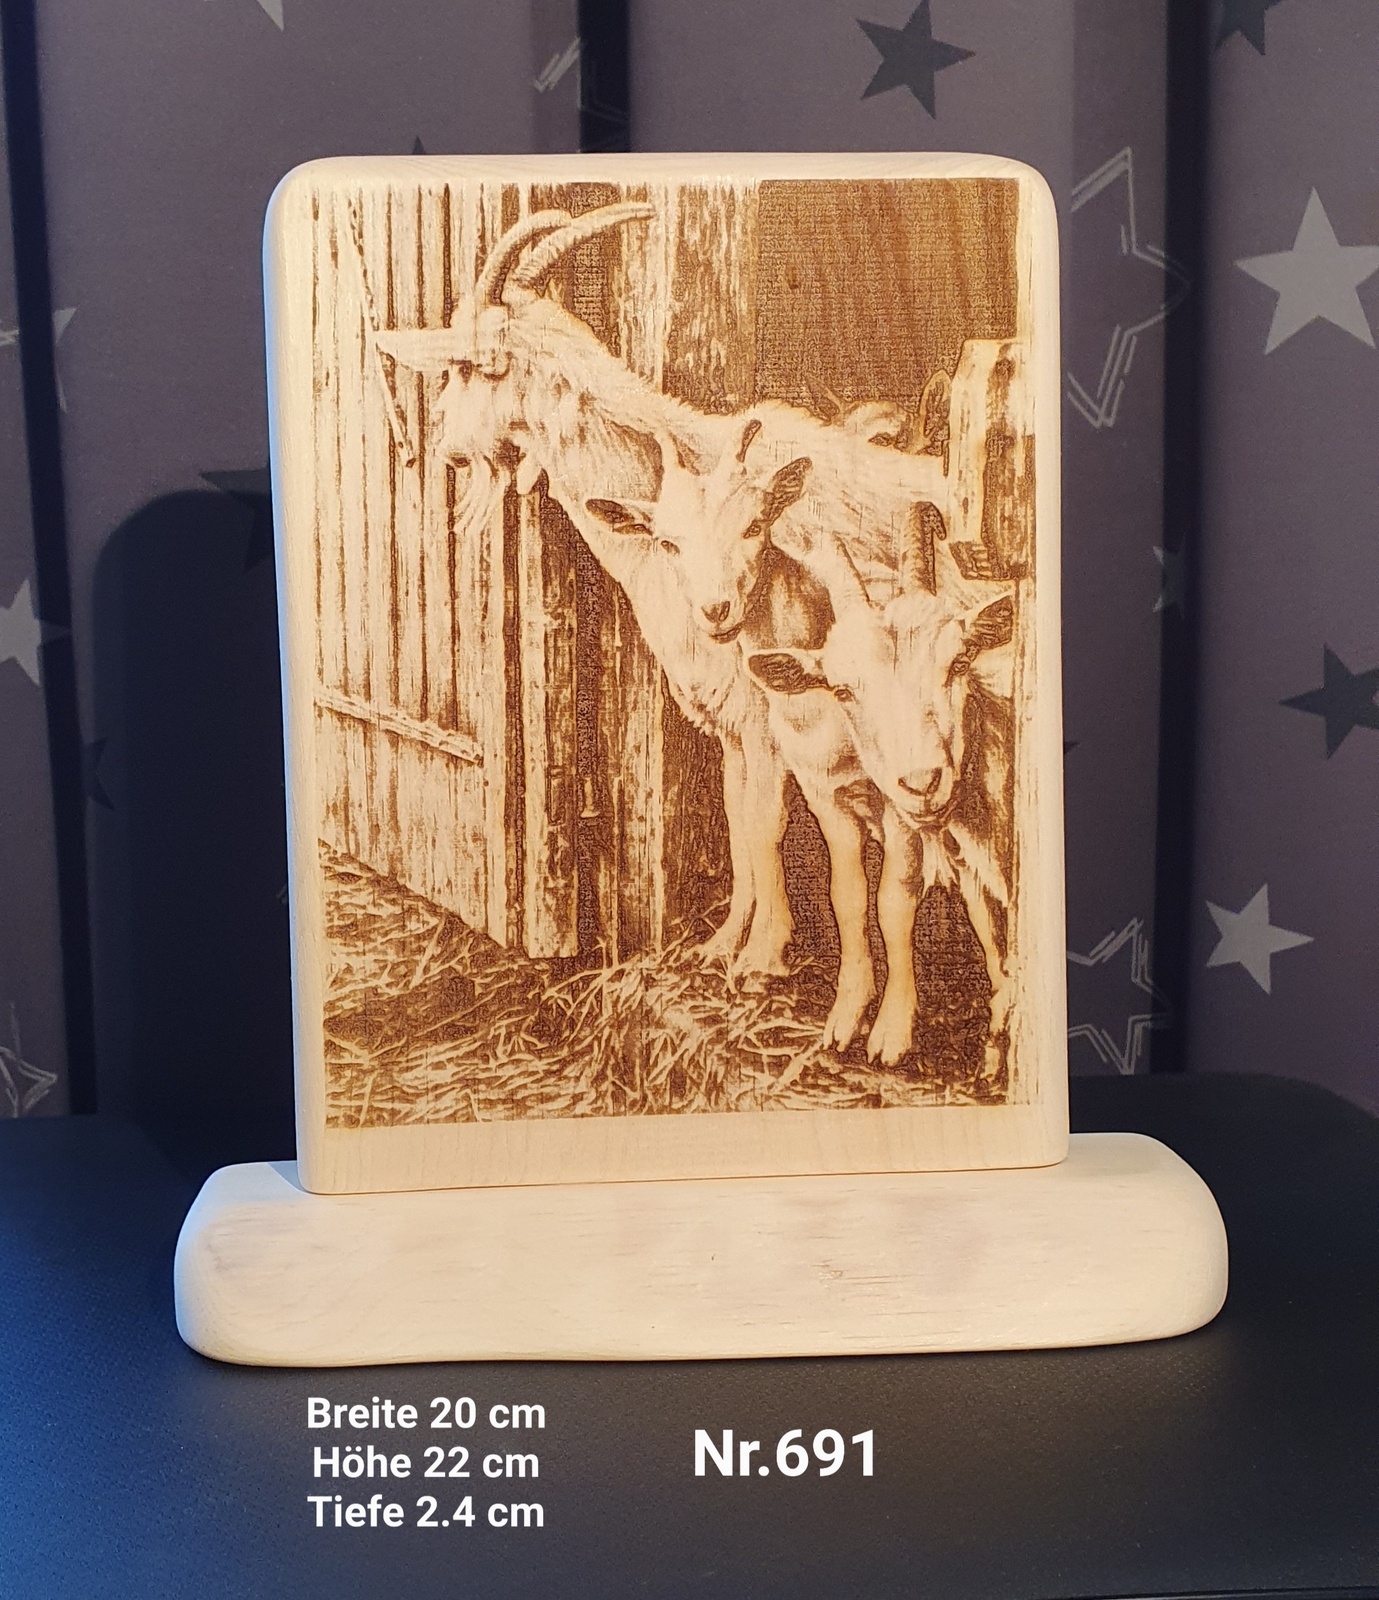 Breite 20 cm
Höhe 22 cm
Tiefe 2.4 cm
Nr.691